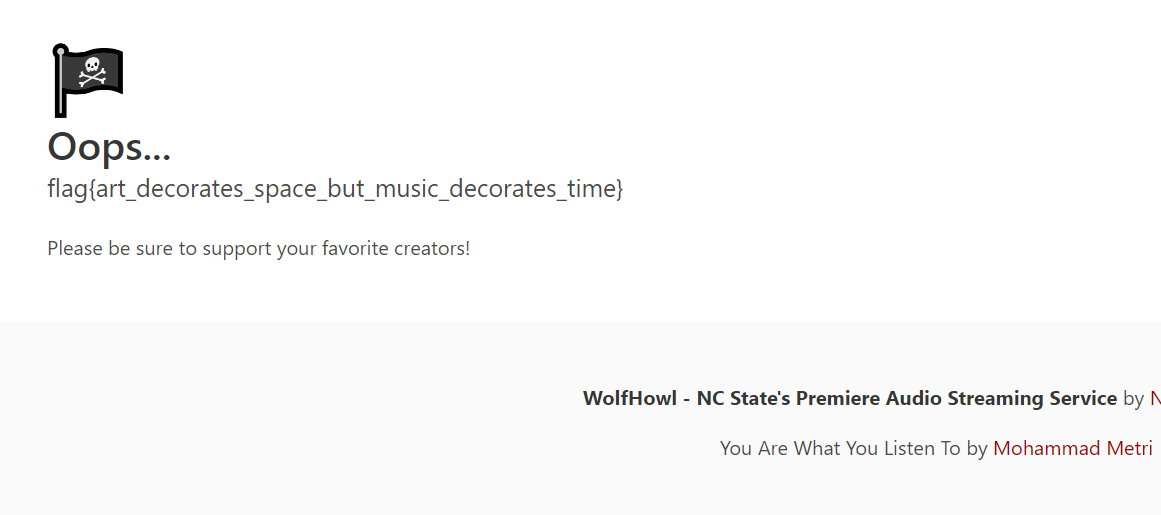 Oops...
flag{art_decorates_space_but_music_decorates_time}
Please be sure to support your favorite creators!
WolfHowl - NC State's Premiere Audio Streaming Service by
You Are What You Listen To by Mohammad Metri